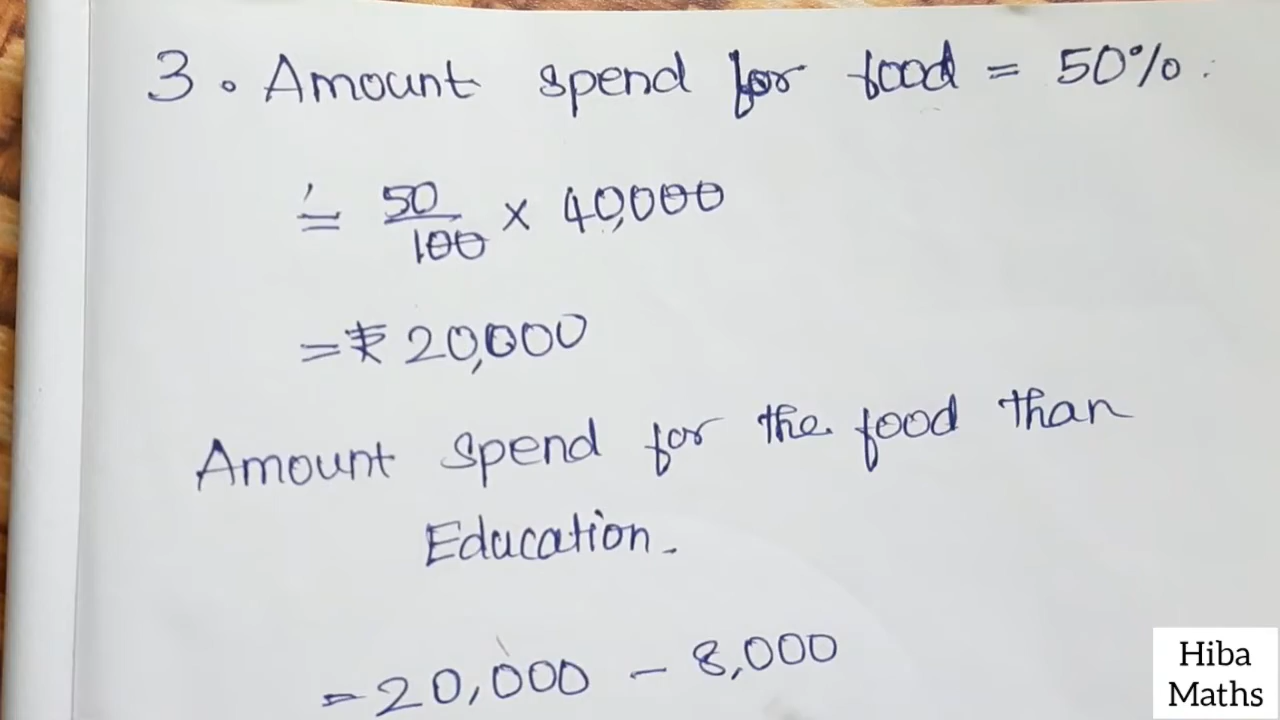 3. Amount spend for food = 50%.
= 50/100 × 40,000
= ₹ 20,000
Amount spend for the food than
Education.
= 20,000 – 8,000
Hiba
Maths